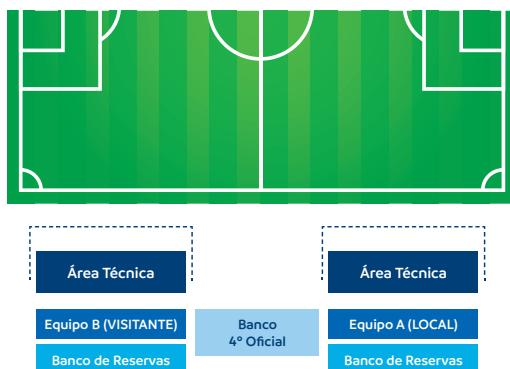 Área Técnica
Área Técnica
Equipo B (VISITANTE)
Banco
4º Oficial
Equipo A (LOCAL)
Banco de Reservas
Banco de Reservas